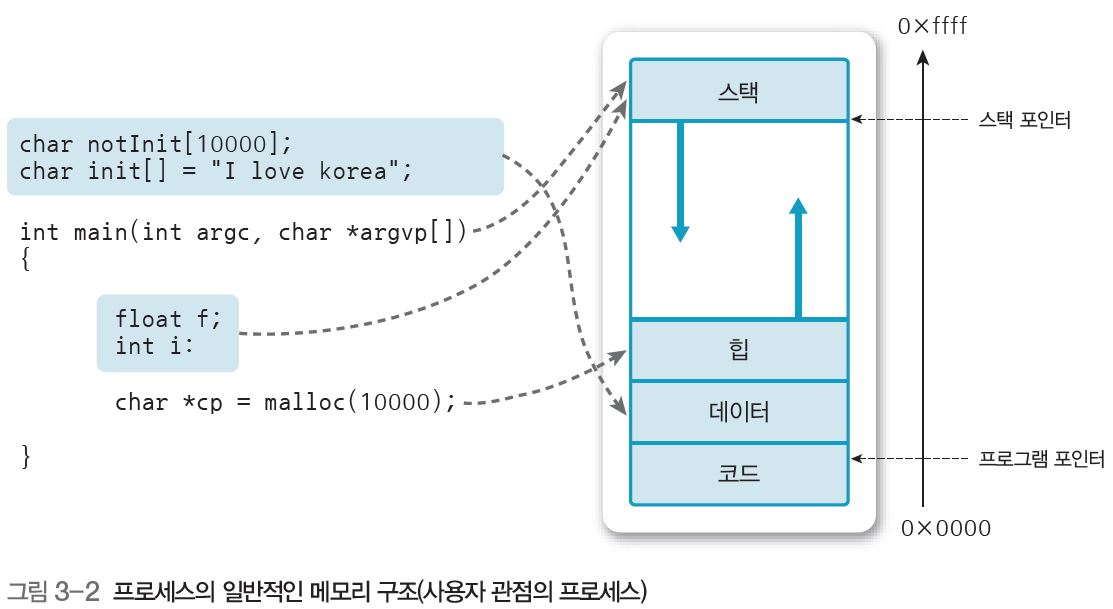 0×ffff
스택
스택 포인터
char notInit[10000];
char init[] = "I love korea";
int main(int argc, char *argvp[])
{
float f;
int i:
힙
char *cp = malloc(10000);
데이터
}
프로그램 포인터
코드
0×0000
그림 3-2 프로세스의 일반적인 메모리 구조(사용자 관점의 프로세스)